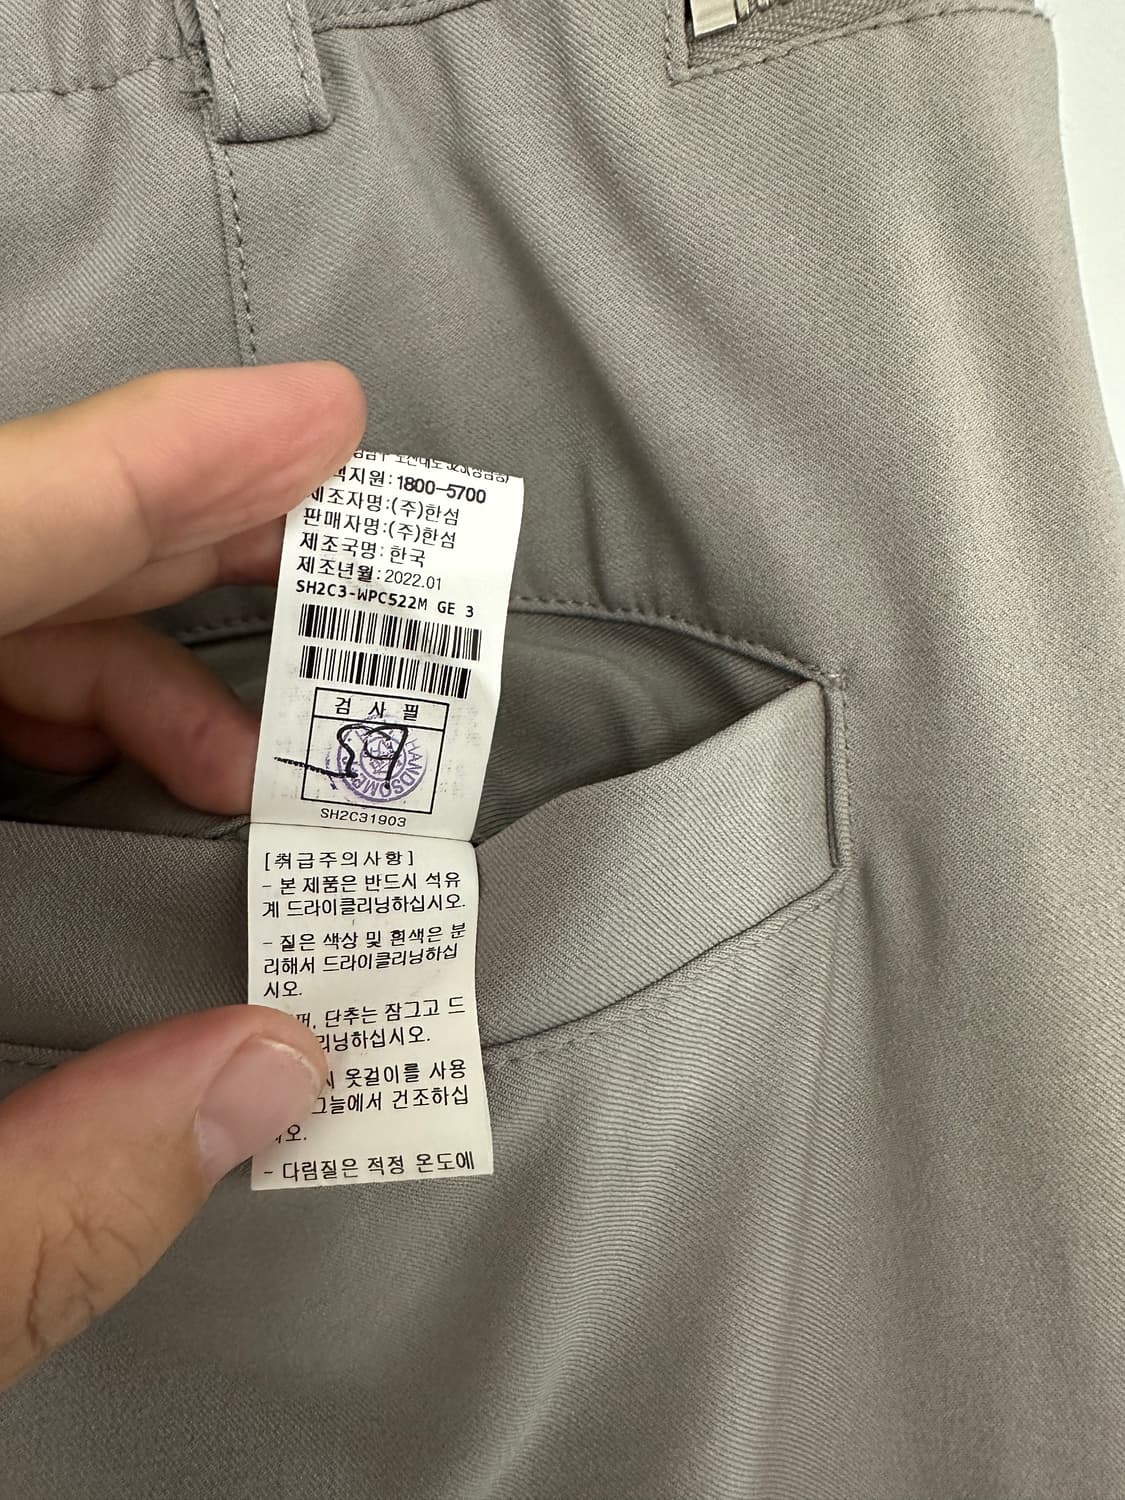 지원:1800-5700
제조자명:(주)한섬
판매자명:(주)한섬
제조국명:한국
제조년월:2022.01
SH2C3-WPC522M GE 3
검 사 필
HANDSOME
SH2C31903
[취급주의사항]
- 본 제품은 반드시 석유
계 드라이클리닝하십시오.
- 짙은 색상 및 흰색은 분
리해서 드라이클리닝하십
시오.
퍼, 단추는 잠그고 드
리닝하십시오.
시 옷걸이를 사용
그늘에서 건조하십
시오.
- 다림질은 적정 온도에